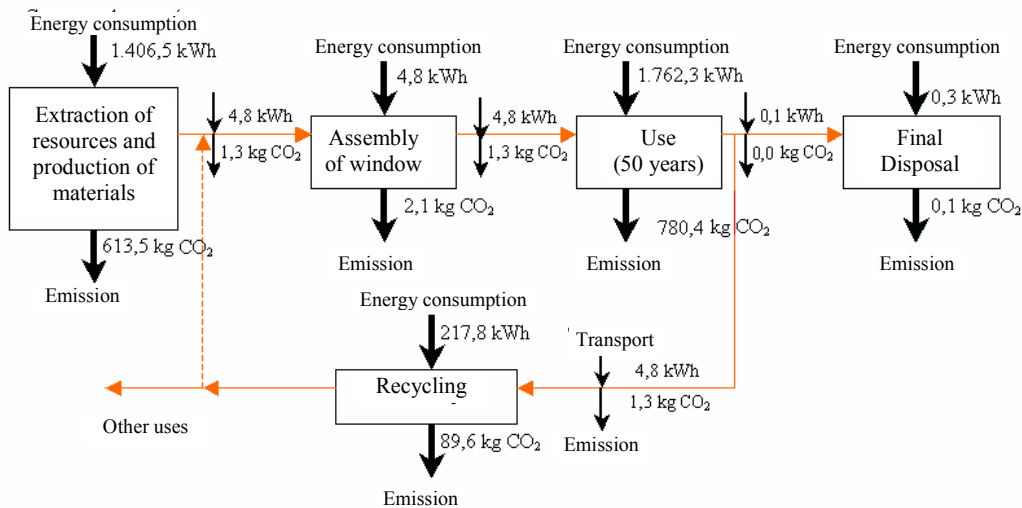 Energy consumption
1.406,5 kWh
Extraction of
resources and
production of
materials
613,5 kg CO₂
Emission
4,8 kWh
1,3 kg CO₂
Energy consumption
4,8 kWh
Assembly
of window
2,1 kg CO₂
Emission
4,8 kWh
1,3 kg CO₂
Energy consumption
1.762,3 kWh
Use
(50 years)
780,4 kg CO₂
Emission
0,1 kWh
0,0 kg CO₂
Energy consumption
0,3 kWh
Final
Disposal
0,1 kg CO₂
Emission
Energy consumption
217,8 kWh
Recycling
89,6 kg CO₂
Emission
Transport
4,8 kWh
1,3 kg CO₂
Emission
Other uses